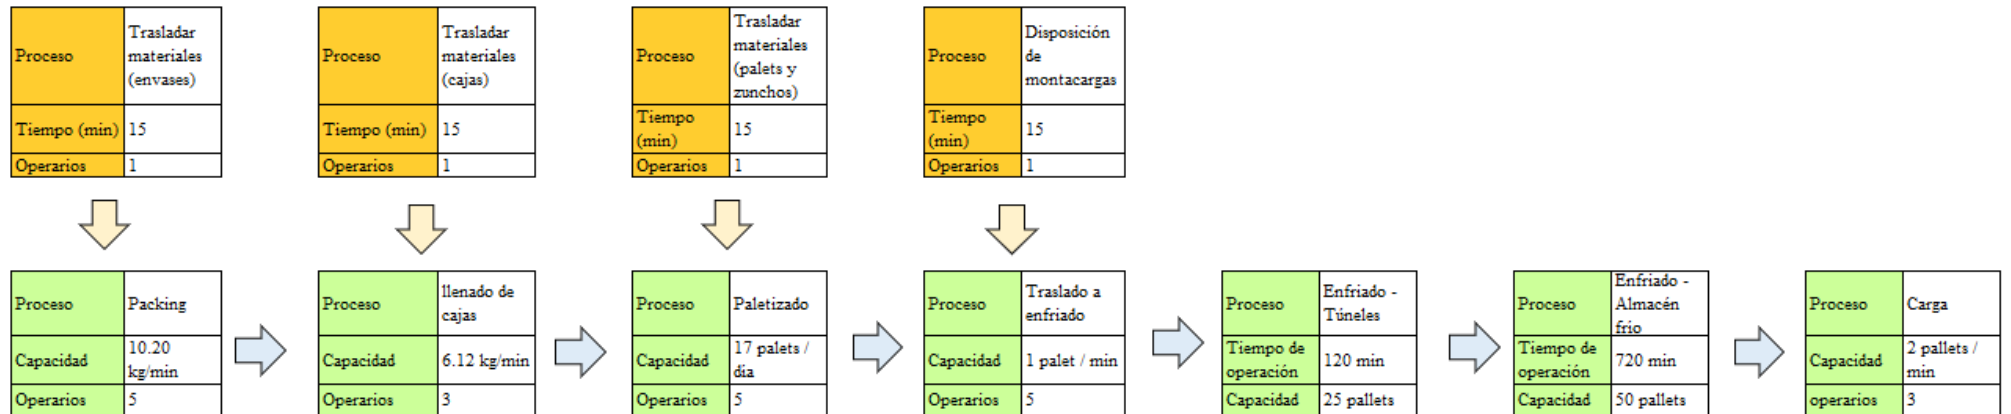 Proceso
Trasladar
materiales
(envases)
Tiempo (min) 15
Operarios 1
Proceso
Trasladar
materiales
(cajas)
Tiempo (min) 15
Operarios 1
Proceso
Trasladar
materiales
(palets y
zunchos)
Tiempo
(min)
15
Operarios 1
Proceso
Disposición
de
montacargas
Tiempo
(min)
15
Operarios 1
Proceso Packing
Capacidad
10.20
kg/min
Operarios 5
Proceso
llenado de
cajas
Capacidad 6.12 kg/min
Operarios 3
Proceso Paletizado
Capacidad
17 palets /
dia
Operarios 5
Proceso
Traslado a
enfriado
Capacidad 1 palet / min
Operarios 5
Proceso
Enfriado -
Túneles
Tiempo de
operación
120 min
Capacidad 25 pallets
Proceso
Enfriado -
Almacén
frio
Tiempo de
operación
720 min
Capacidad 50 pallets
Proceso Carga
Capacidad
2 pallets /
min
operarios 3